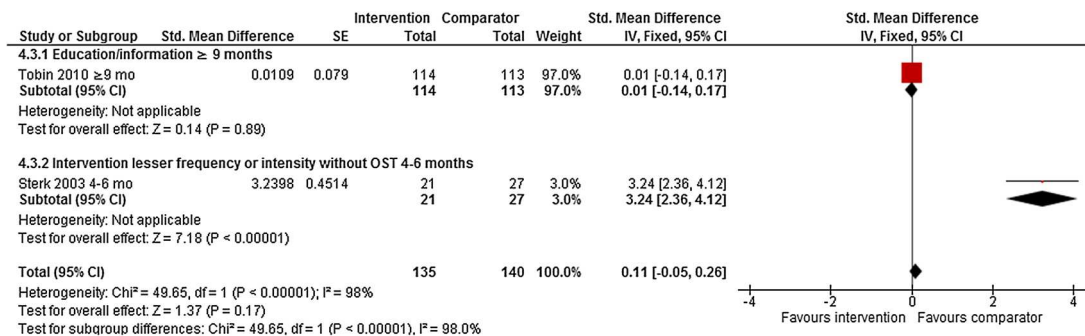 Intervention Comparator Std. Mean Difference Std. Mean Difference
Study or Subgroup Std. Mean Difference SE Total Total Weight IV, Fixed, 95% CI IV, Fixed, 95% CI
4.3.1 Education/information ≥ 9 months
Tobin 2010 ≥9 mo 0.0109 0.079 114 113 97.0% 0.01 [-0.14, 0.17]
Subtotal (95% CI) 114 113 97.0% 0.01 [-0.14, 0.17]
Heterogeneity: Not applicable
Test for overall effect: Z = 0.14 (P = 0.89)
4.3.2 Intervention lesser frequency or intensity without OST 4-6 months
Sterk 2003 4-6 mo 3.2398 0.4514 21 27 3.0% 3.24 [2.36, 4.12]
Subtotal (95% CI) 21 27 3.0% 3.24 [2.36, 4.12]
Heterogeneity: Not applicable
Test for overall effect: Z = 7.18 (P < 0.00001)
Total (95% CI) 135 140 100.0% 0.11 [-0.05, 0.26]
Heterogeneity: Chi² = 49.65, df = 1 (P < 0.00001); I² = 98%
Test for overall effect: Z = 1.37 (P = 0.17)
Test for subgroup differences: Chi² = 49.65, df = 1 (P < 0.00001), I² = 98.0%
-4 -2 0 2 4
Favours intervention Favours comparator